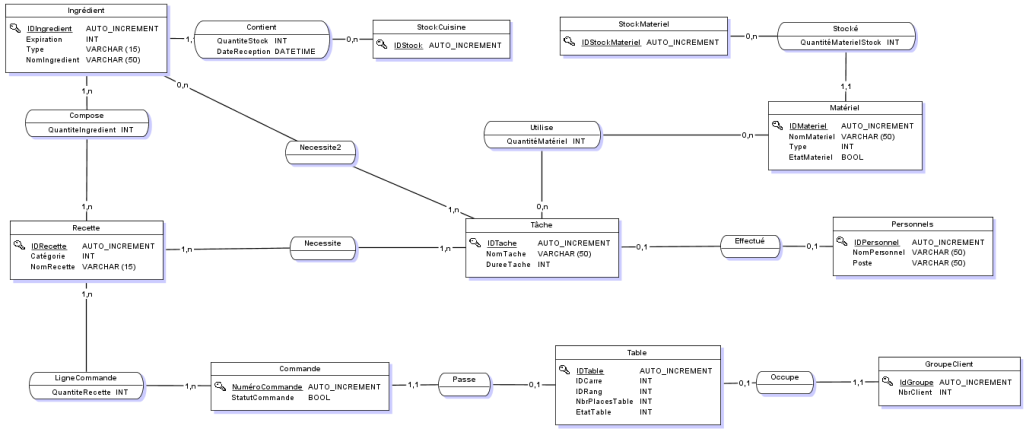 Ingrédient
IDIngredient AUTO_INCREMENT
Expiration INT
Type VARCHAR (15)
NomIngredient VARCHAR (50)
1,
Contient
QuantiteStock INT
DateReception DATETIME
0,n
StockCuisine
IDStock AUTO_INCREMENT
StockMateriel
IDStockMateriel AUTO_INCREMENT
0,n
Stocké
QuantitéMaterielStock INT
1,1
1,n
0,n
Compose
QuantiteIngredient INT
Necessite2
Utilise
QuantitéMatériel INT
0,n
Matériel
IDMateriel AUTO_INCREMENT
NomMateriel VARCHAR (50)
Type INT
EtatMateriel BOOL
1,n
1,n
0,n
Recette
IDRecette AUTO_INCREMENT
Catégorie INT
NomRecette VARCHAR (15)
1,n
Necessite
1,n
Tâche
IDTache AUTO_INCREMENT
NomTache VARCHAR (50)
DureeTache INT
0,1
Effectué
0,1
Personnels
IDPersonnel AUTO_INCREMENT
NomPersonnel VARCHAR (50)
Poste VARCHAR (50)
1,n
LigneCommande
QuantiteRecette INT
1,n
Commande
NuméroCommande AUTO_INCREMENT
StatutCommande BOOL
1,1
Passe
0,1
Table
IDTable AUTO_INCREMENT
IDCarre INT
IDRang INT
NbrPlacesTable INT
EtatTable INT
0,1
Occupe
1,1
GroupeClient
IdGroupe AUTO_INCREMENT
NbrClient INT